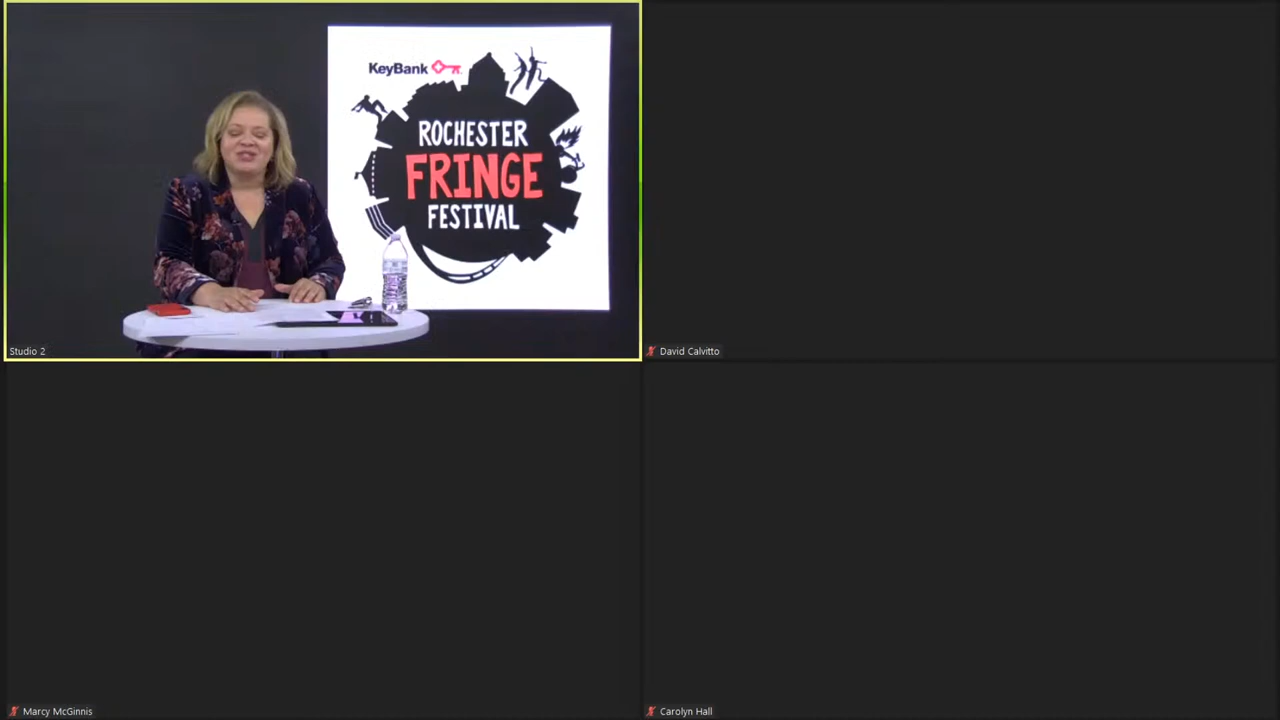 KeyBank
ROCHESTER
FRINGE
FESTIVAL
Studio 2
David Calvitto
Marcy McGinnis
Carolyn Hall